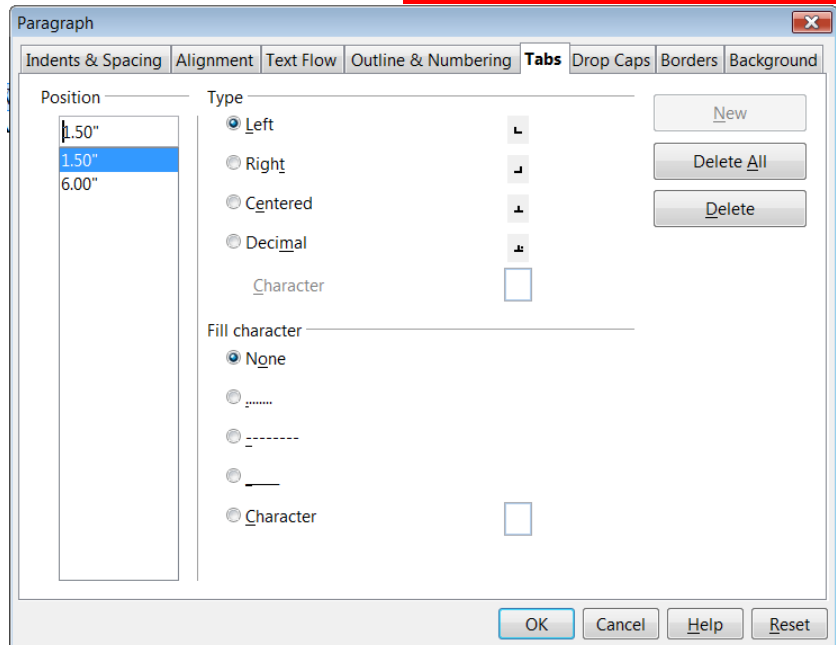 Paragraph
Indents & Spacing Alignment Text Flow Outline & Numbering Tabs Drop Caps Borders Background
Position
1.50"
1.50"
6.00"
Type
Left
Right
Centered
Decimal
Character
Fill character
None
........
--------
_____
Character
New
Delete All
Delete
OK Cancel Help Reset